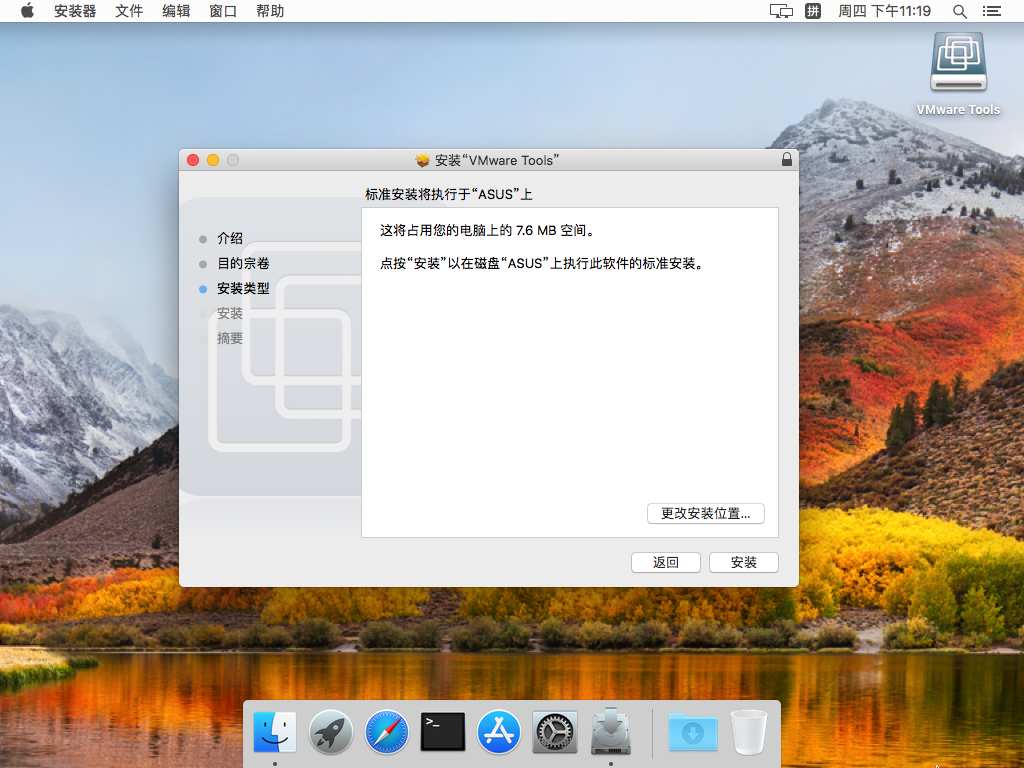 安装器 文件 编辑 窗口 帮助 拼 周四 下午11:19
VMware Tools
安装“VMware Tools”
标准安装将执行于“ASUS”上
介绍
目的宗卷
安装类型
安装
摘要
这将占用您的电脑上的 7.6 MB 空间。
点按“安装”以在磁盘“ASUS”上执行此软件的标准安装。
更改安装位置...
返回 安装
>_